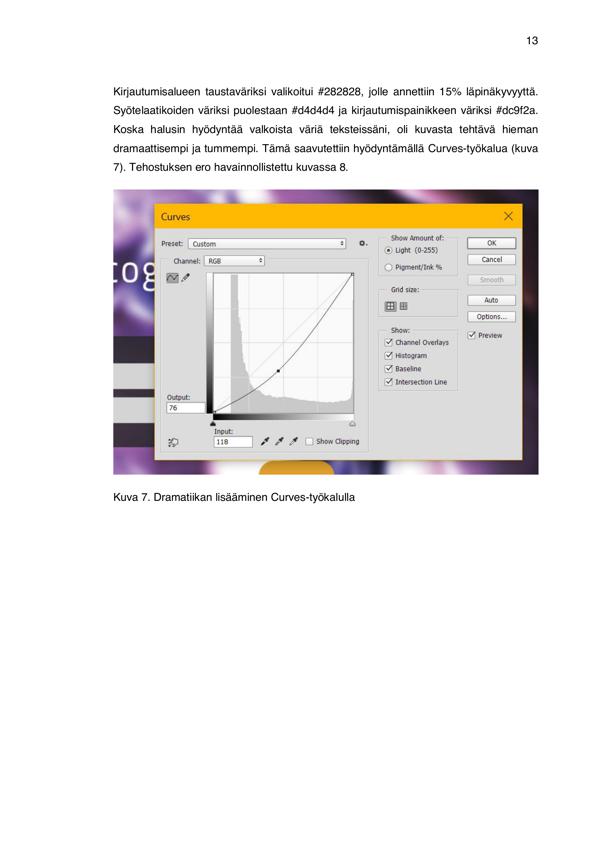 13
Kirjautumisalueen taustaväriksi valikoitui #282828, jolle annettiin 15% läpinäkyvyyttä.
Syötelaatikoiden väriksi puolestaan #d4d4d4 ja kirjautumispainikkeen väriksi #dc9f2a.
Koska halusin hyödyntää valkoista väriä teksteissäni, oli kuvasta tehtävä hieman
dramaattisempi ja tummempi. Tämä saavutettiin hyödyntämällä Curves-työkalua (kuva
7). Tehostuksen ero havainnollistettu kuvassa 8.
Curves
Preset: Custom
Channel: RGB
tog
Output:
76
Input:
118
Show Clipping
Show Amount of:
Light (0-255)
Pigment/Ink %
Grid size:
Show:
Channel Overlays
Histogram
Baseline
Intersection Line
OK
Cancel
Smooth
Auto
Options...
Preview
Kuva 7. Dramatiikan lisääminen Curves-työkalulla